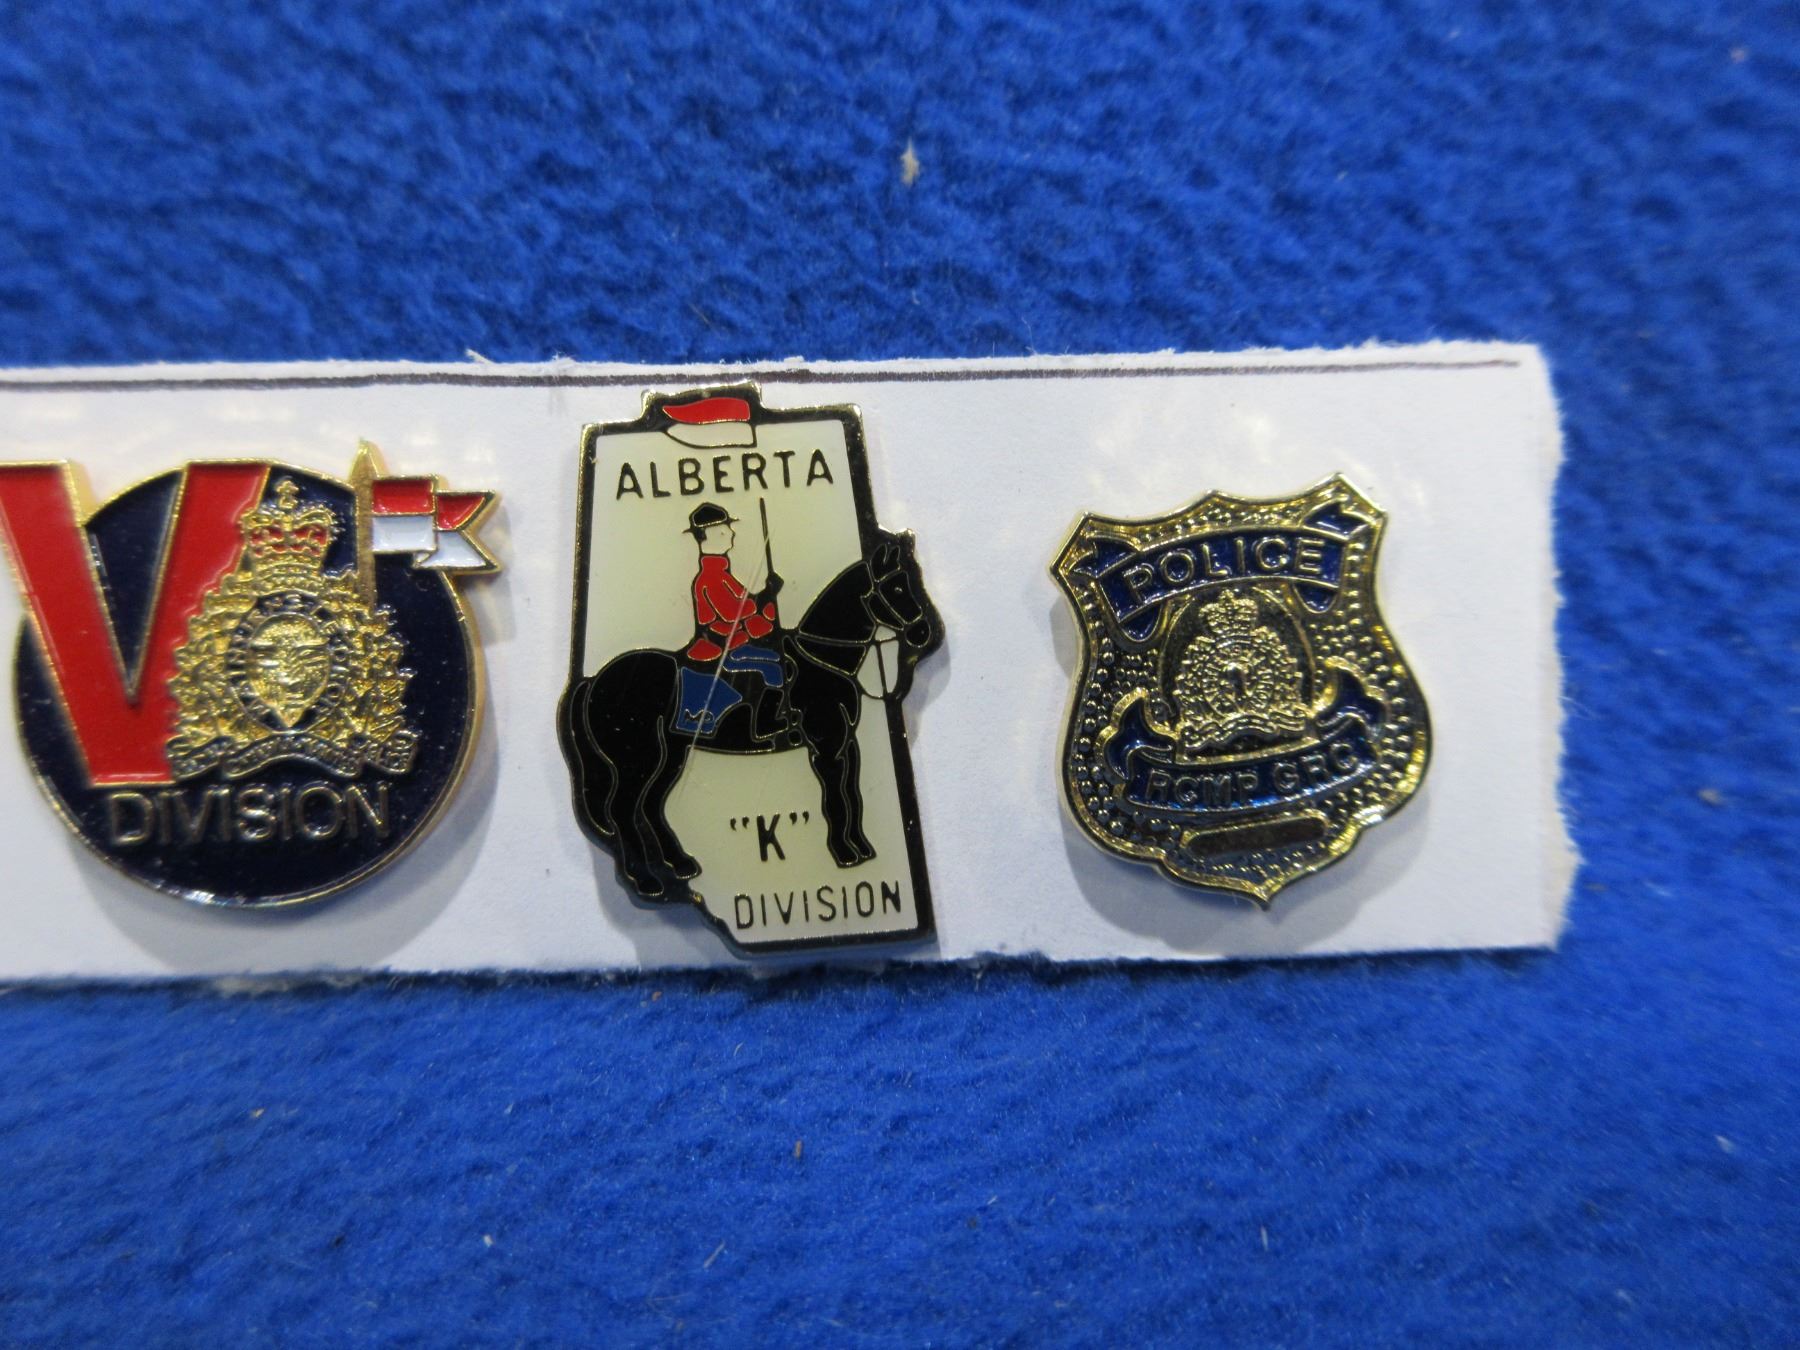 V
DIVISION
ALBERTA
"K"
DIVISION
POLICE
RCMP GRC